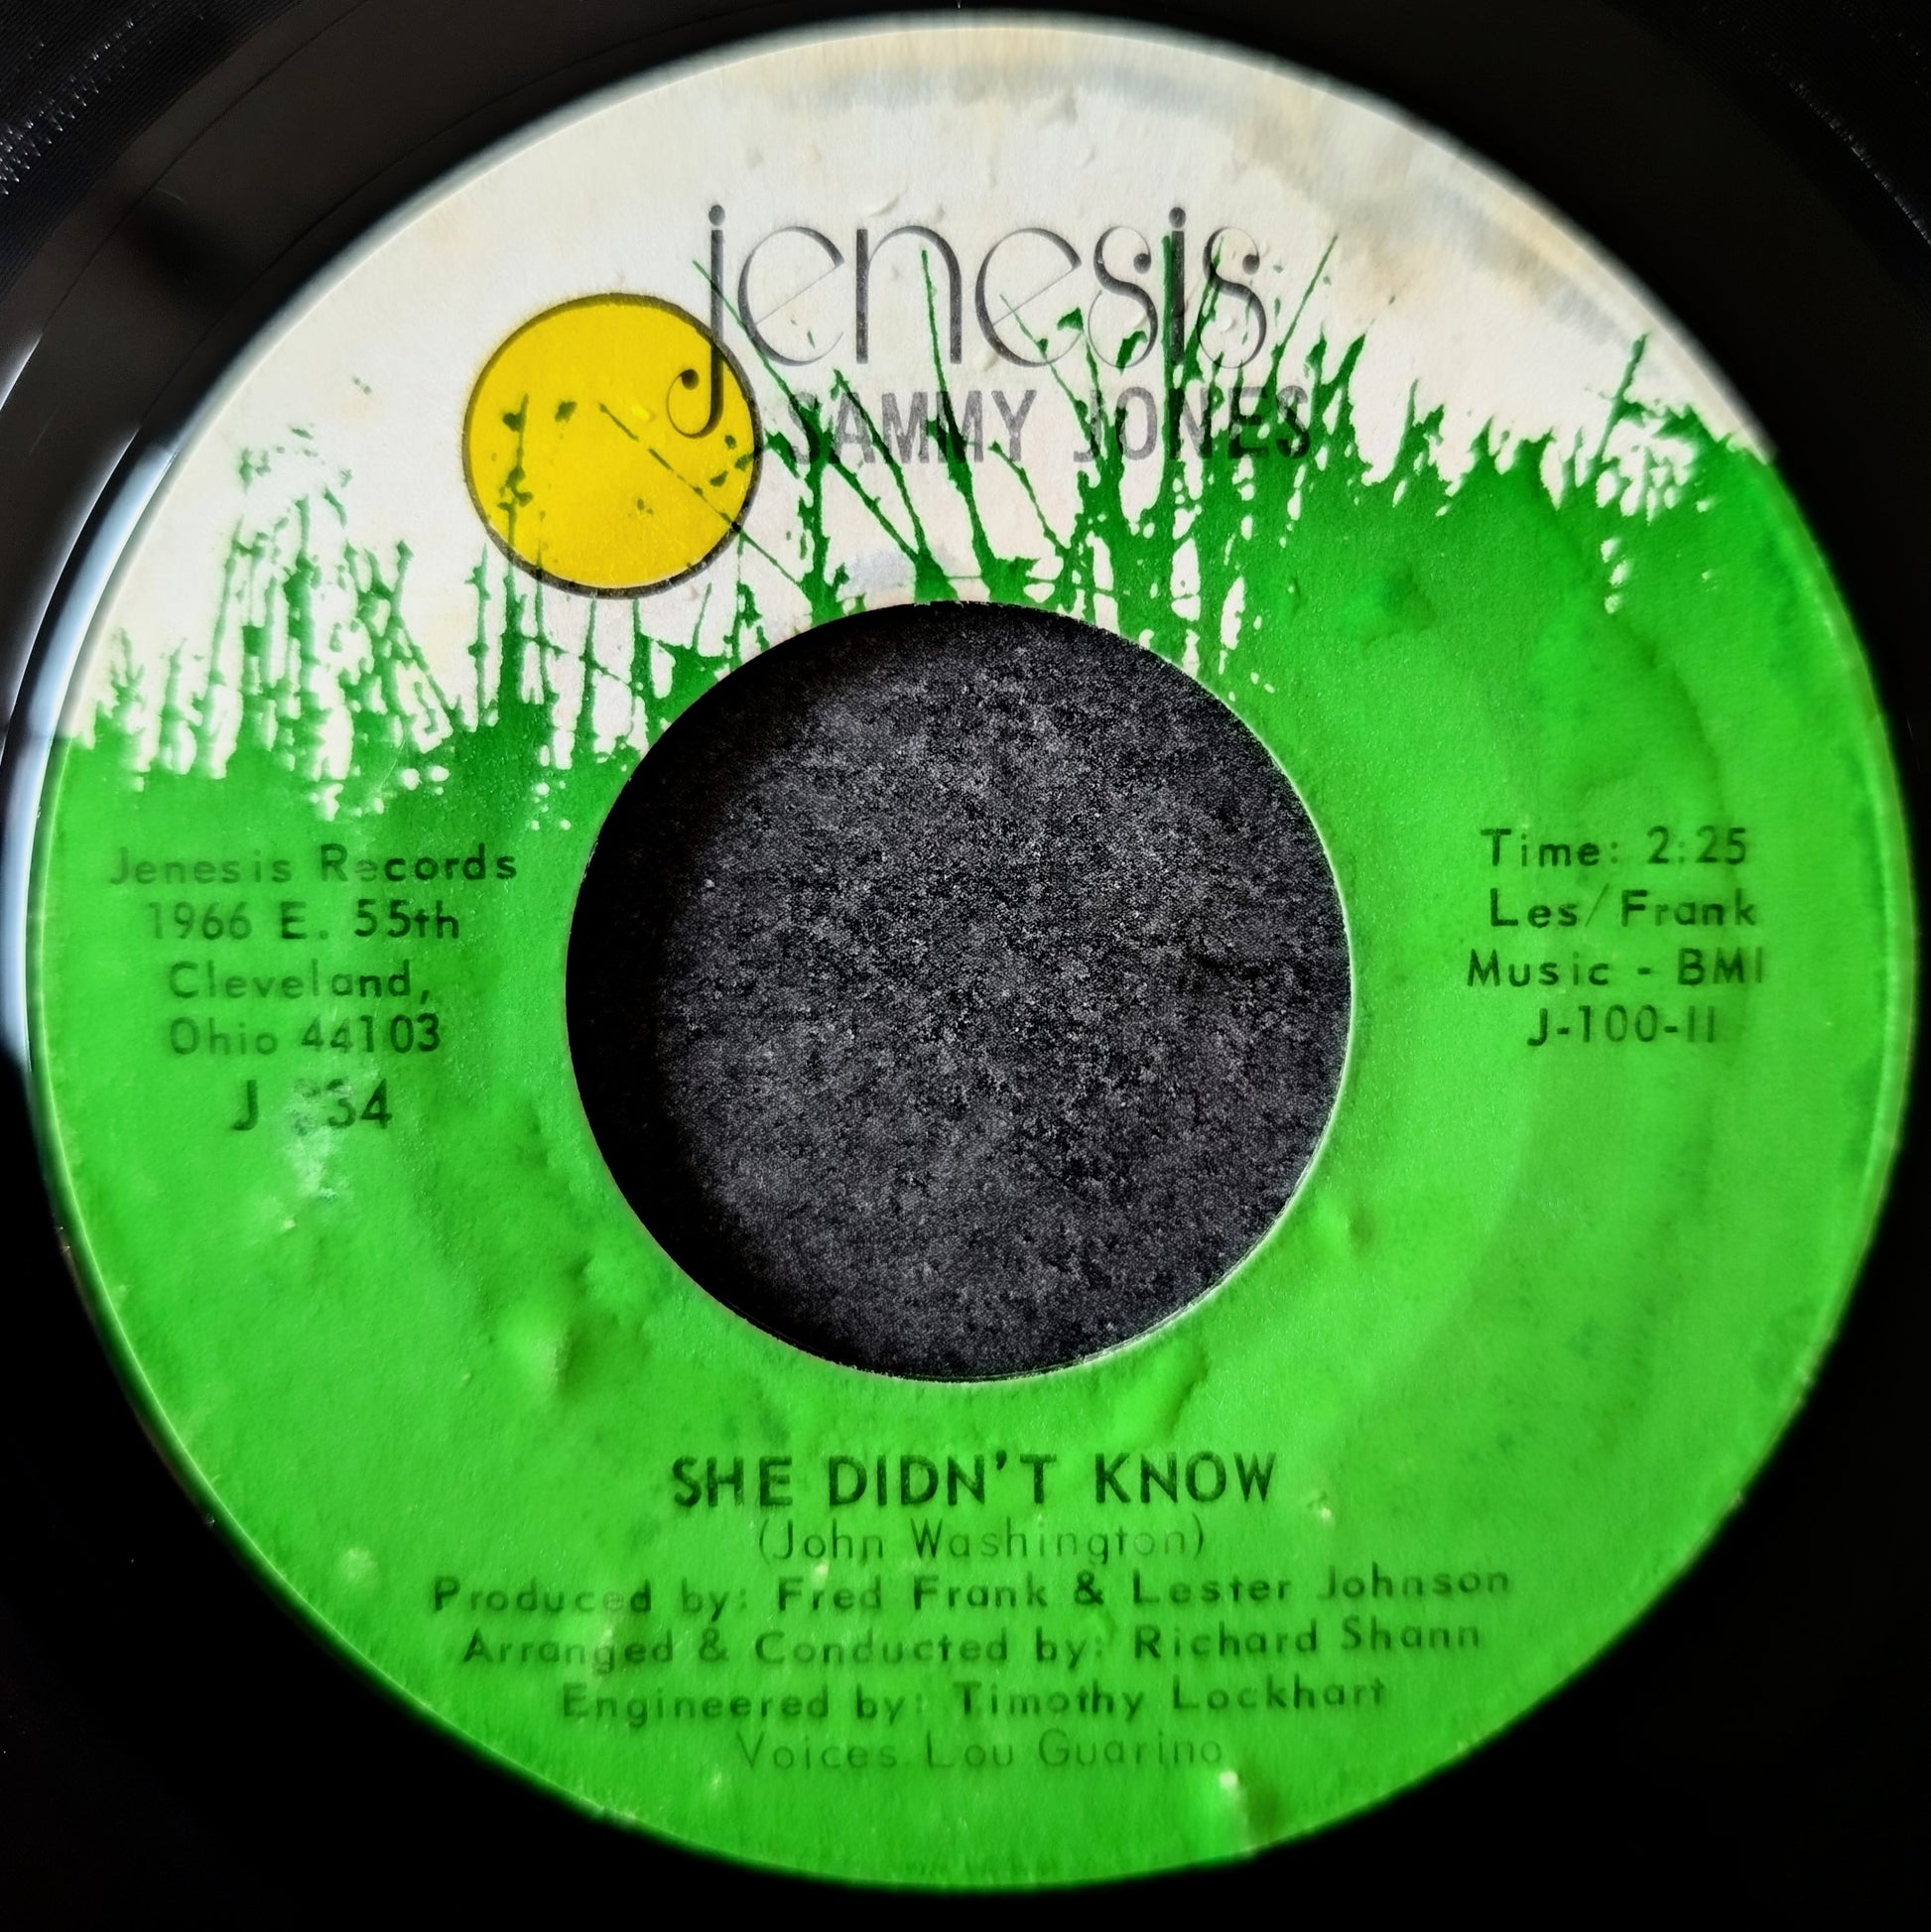 jenesis
SAMMY JONES
Jenesis Records
1966 E. 55th
Cleveland,
Ohio 44103
J
Time: 2:25
Les/Frank
Music - BMI
J-100-II
SHE DIDN'T KNOW
(John Washington)
Produced by: Fred Frank & Lester Johnson
Arranged & Conducted by: Richard Shann
Engineered by: Timothy Lockhart
Voices: Lou Guarino